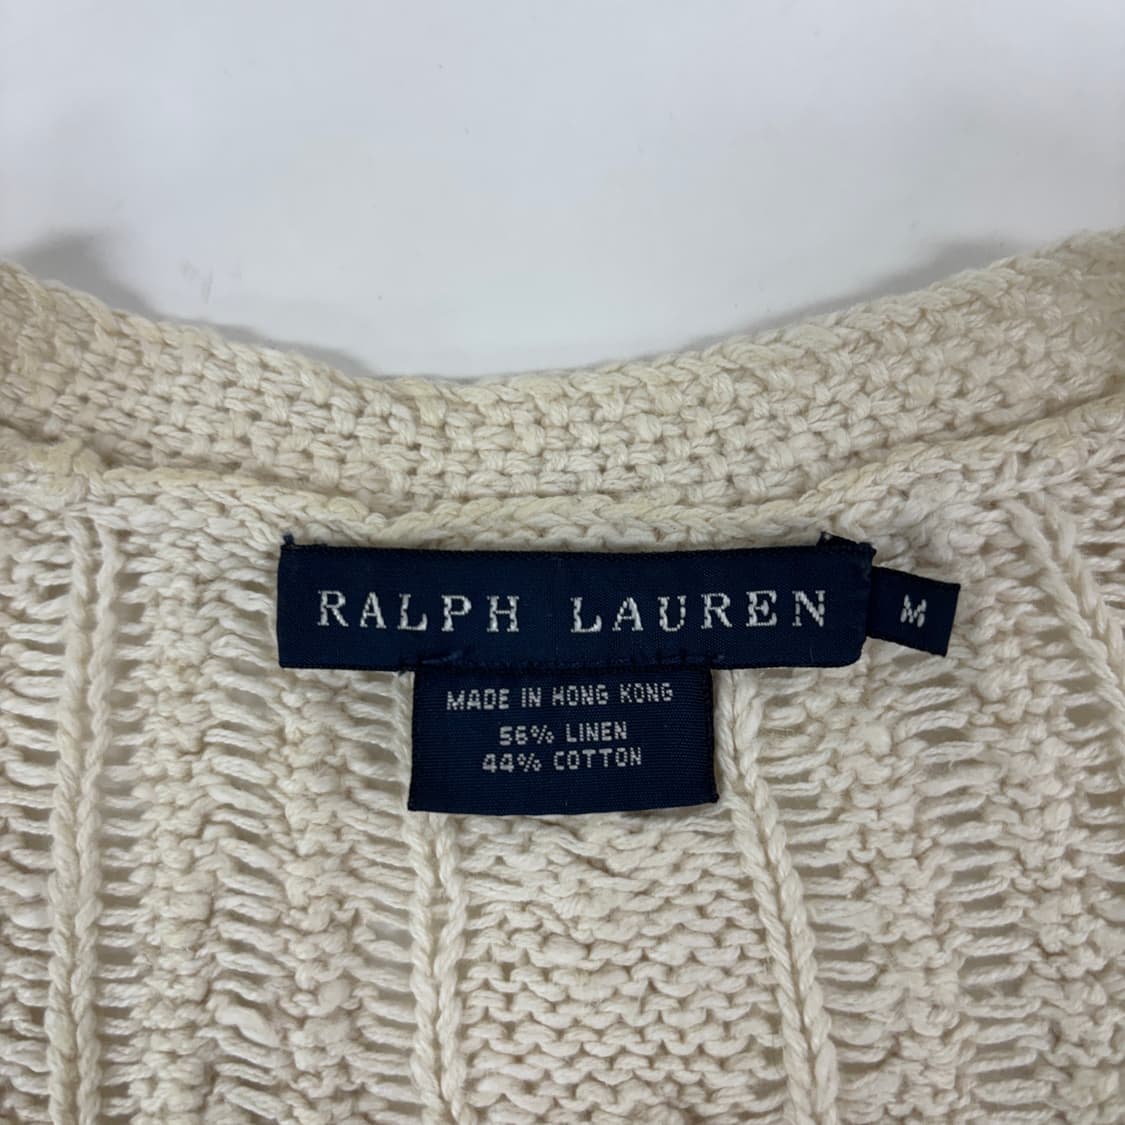 RALPH LAUREN
M
MADE IN HONG KONG
56% LINEN
44% COTTON